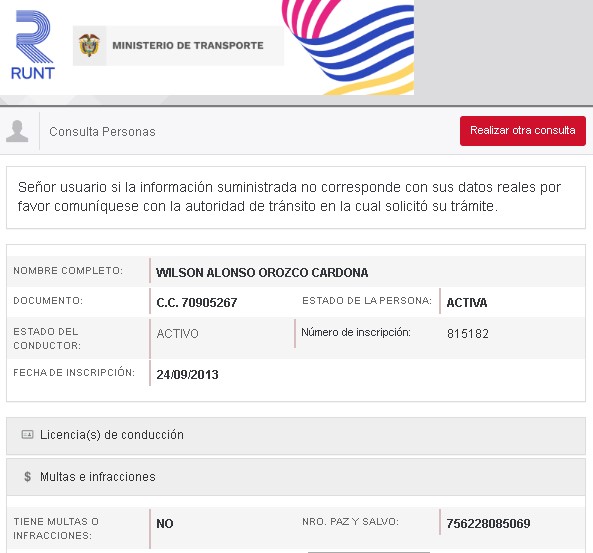 RUNT
MINISTERIO DE TRANSPORTE
Consulta Personas
Realizar otra consulta
Señor usuario si la información suministrada no corresponde con sus datos reales por
favor comuníquese con la autoridad de tránsito en la cual solicitó su trámite.
NOMBRE COMPLETO: WILSON ALONSO OROZCO CARDONA
DOCUMENTO: C.C. 70905267 ESTADO DE LA PERSONA: ACTIVA
ESTADO DEL
CONDUCTOR: ACTIVO Número de inscripción: 815182
FECHA DE INSCRIPCIÓN: 24/09/2013
Licencia(s) de conducción
$ Multas e infracciones
TIENE MULTAS O
INFRACCIONES: NO NRO. PAZ Y SALVO: 756228085069